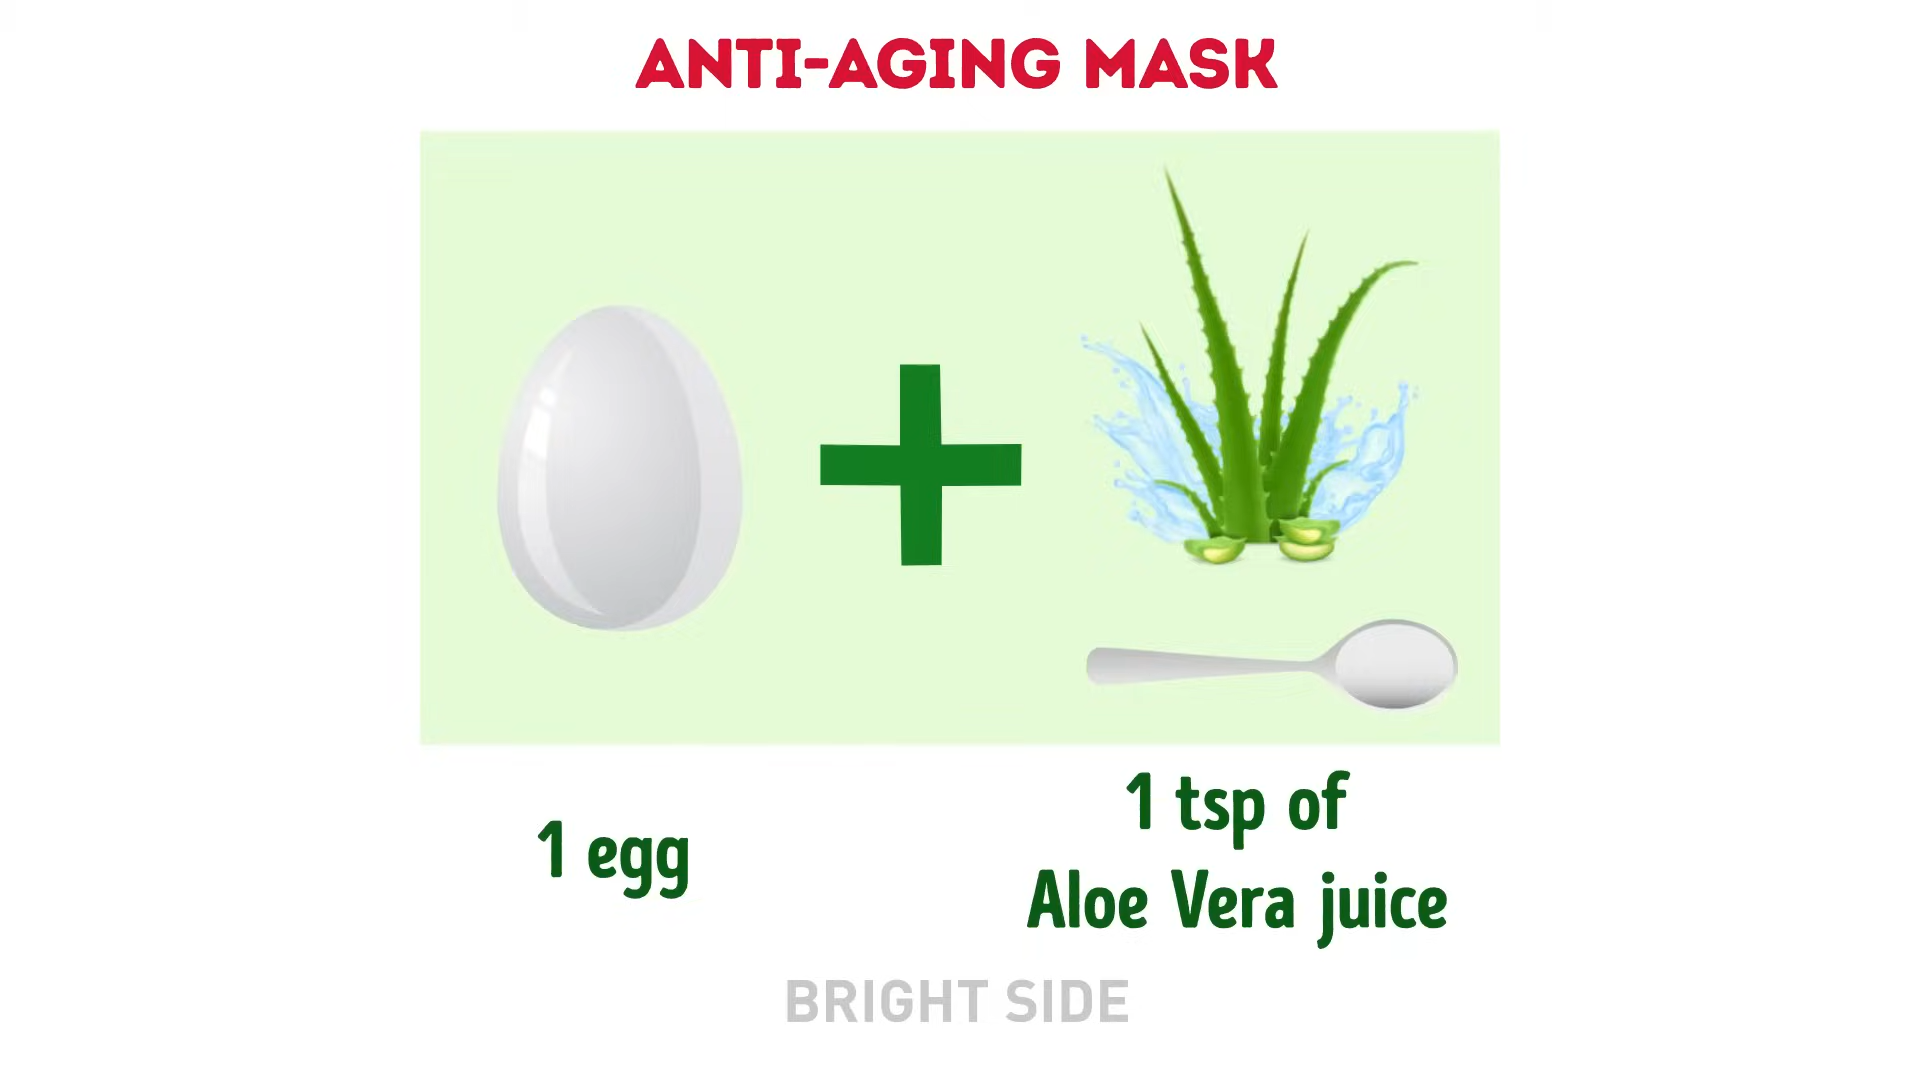 ANTI-AGING MASK
1 egg
1 tsp of
Aloe Vera juice
BRIGHT SIDE